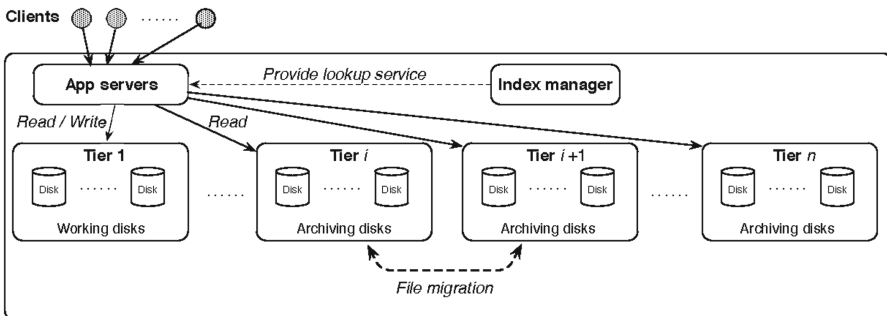 Clients ......
App servers
Provide lookup service
Index manager
Read / Write
Read
Tier 1
Disk ...... Disk
Working disks
......
Tier i
Disk ...... Disk
Archiving disks
Tier i+1
Disk ...... Disk
Archiving disks
......
Tier n
Disk ...... Disk
Archiving disks
File migration